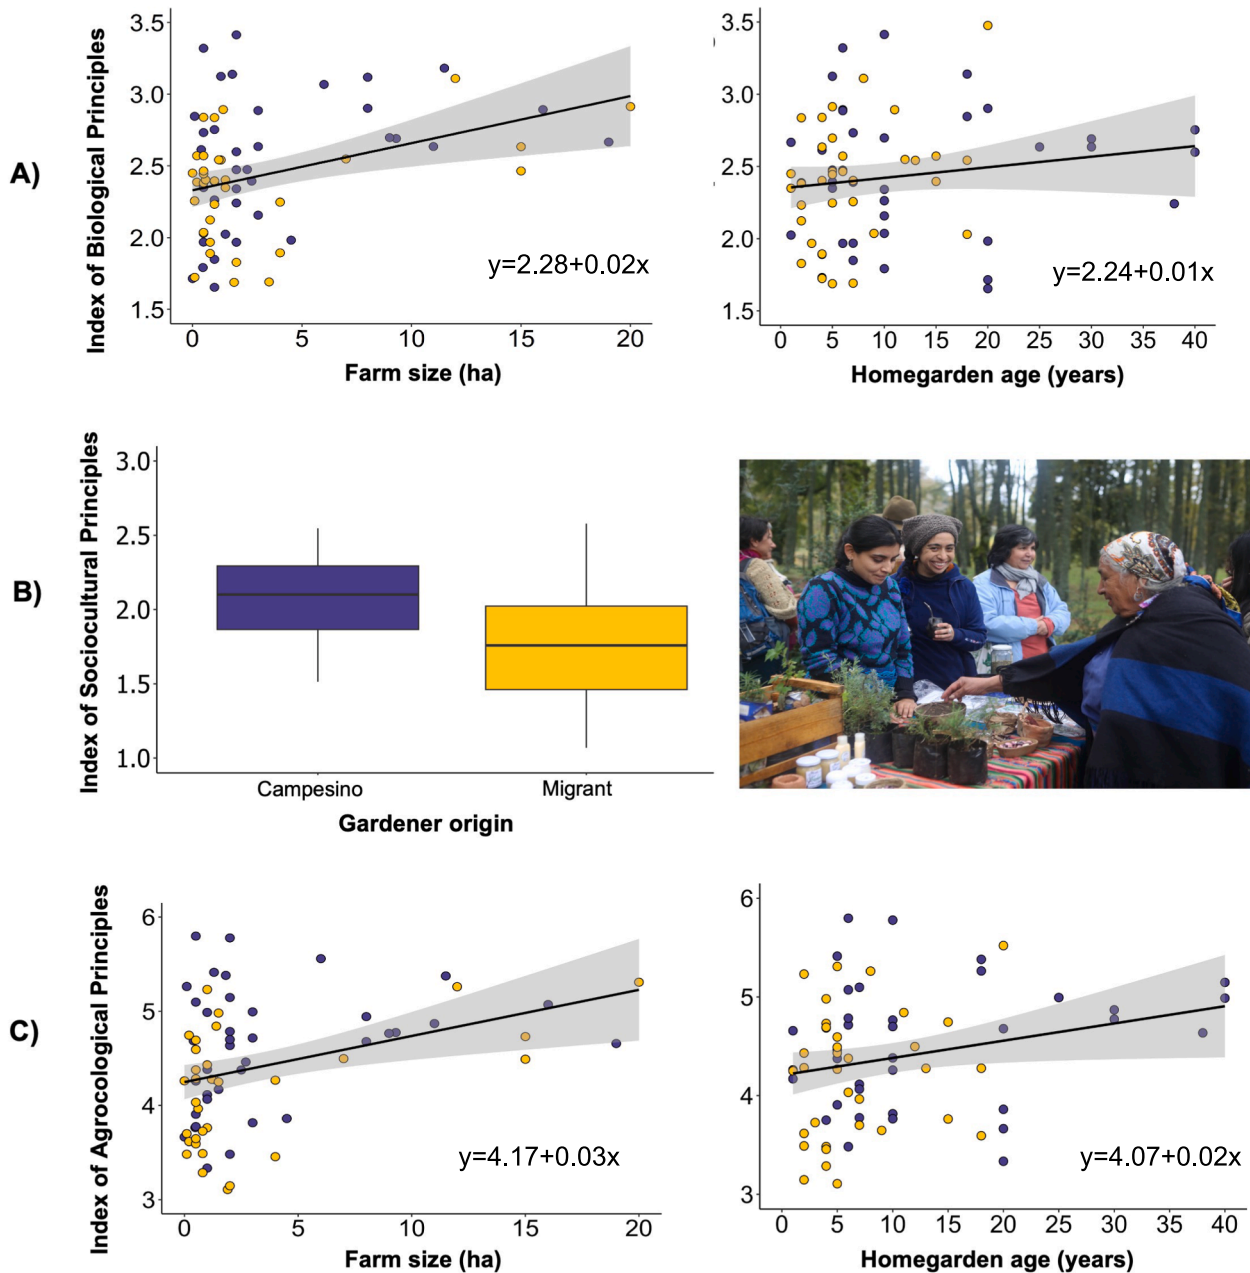 A)
Index of Biological Principles
3.5
3.0
2.5
2.0
1.5
y=2.28+0.02x
0 5 10 15 20
Farm size (ha)
3.5
3.0
2.5
2.0
1.5
y=2.24+0.01x
0 5 10 15 20 25 30 35 40
Homegarden age (years)
B)
Index of Sociocultural Principles
3.0
2.5
2.0
1.5
1.0
Campesino Migrant
Gardener origin
C)
Index of Agrocological Principles
6
5
4
3
y=4.17+0.03x
0 5 10 15 20
Farm size (ha)
6
5
4
3
y=4.07+0.02x
0 5 10 15 20 25 30 35 40
Homegarden age (years)